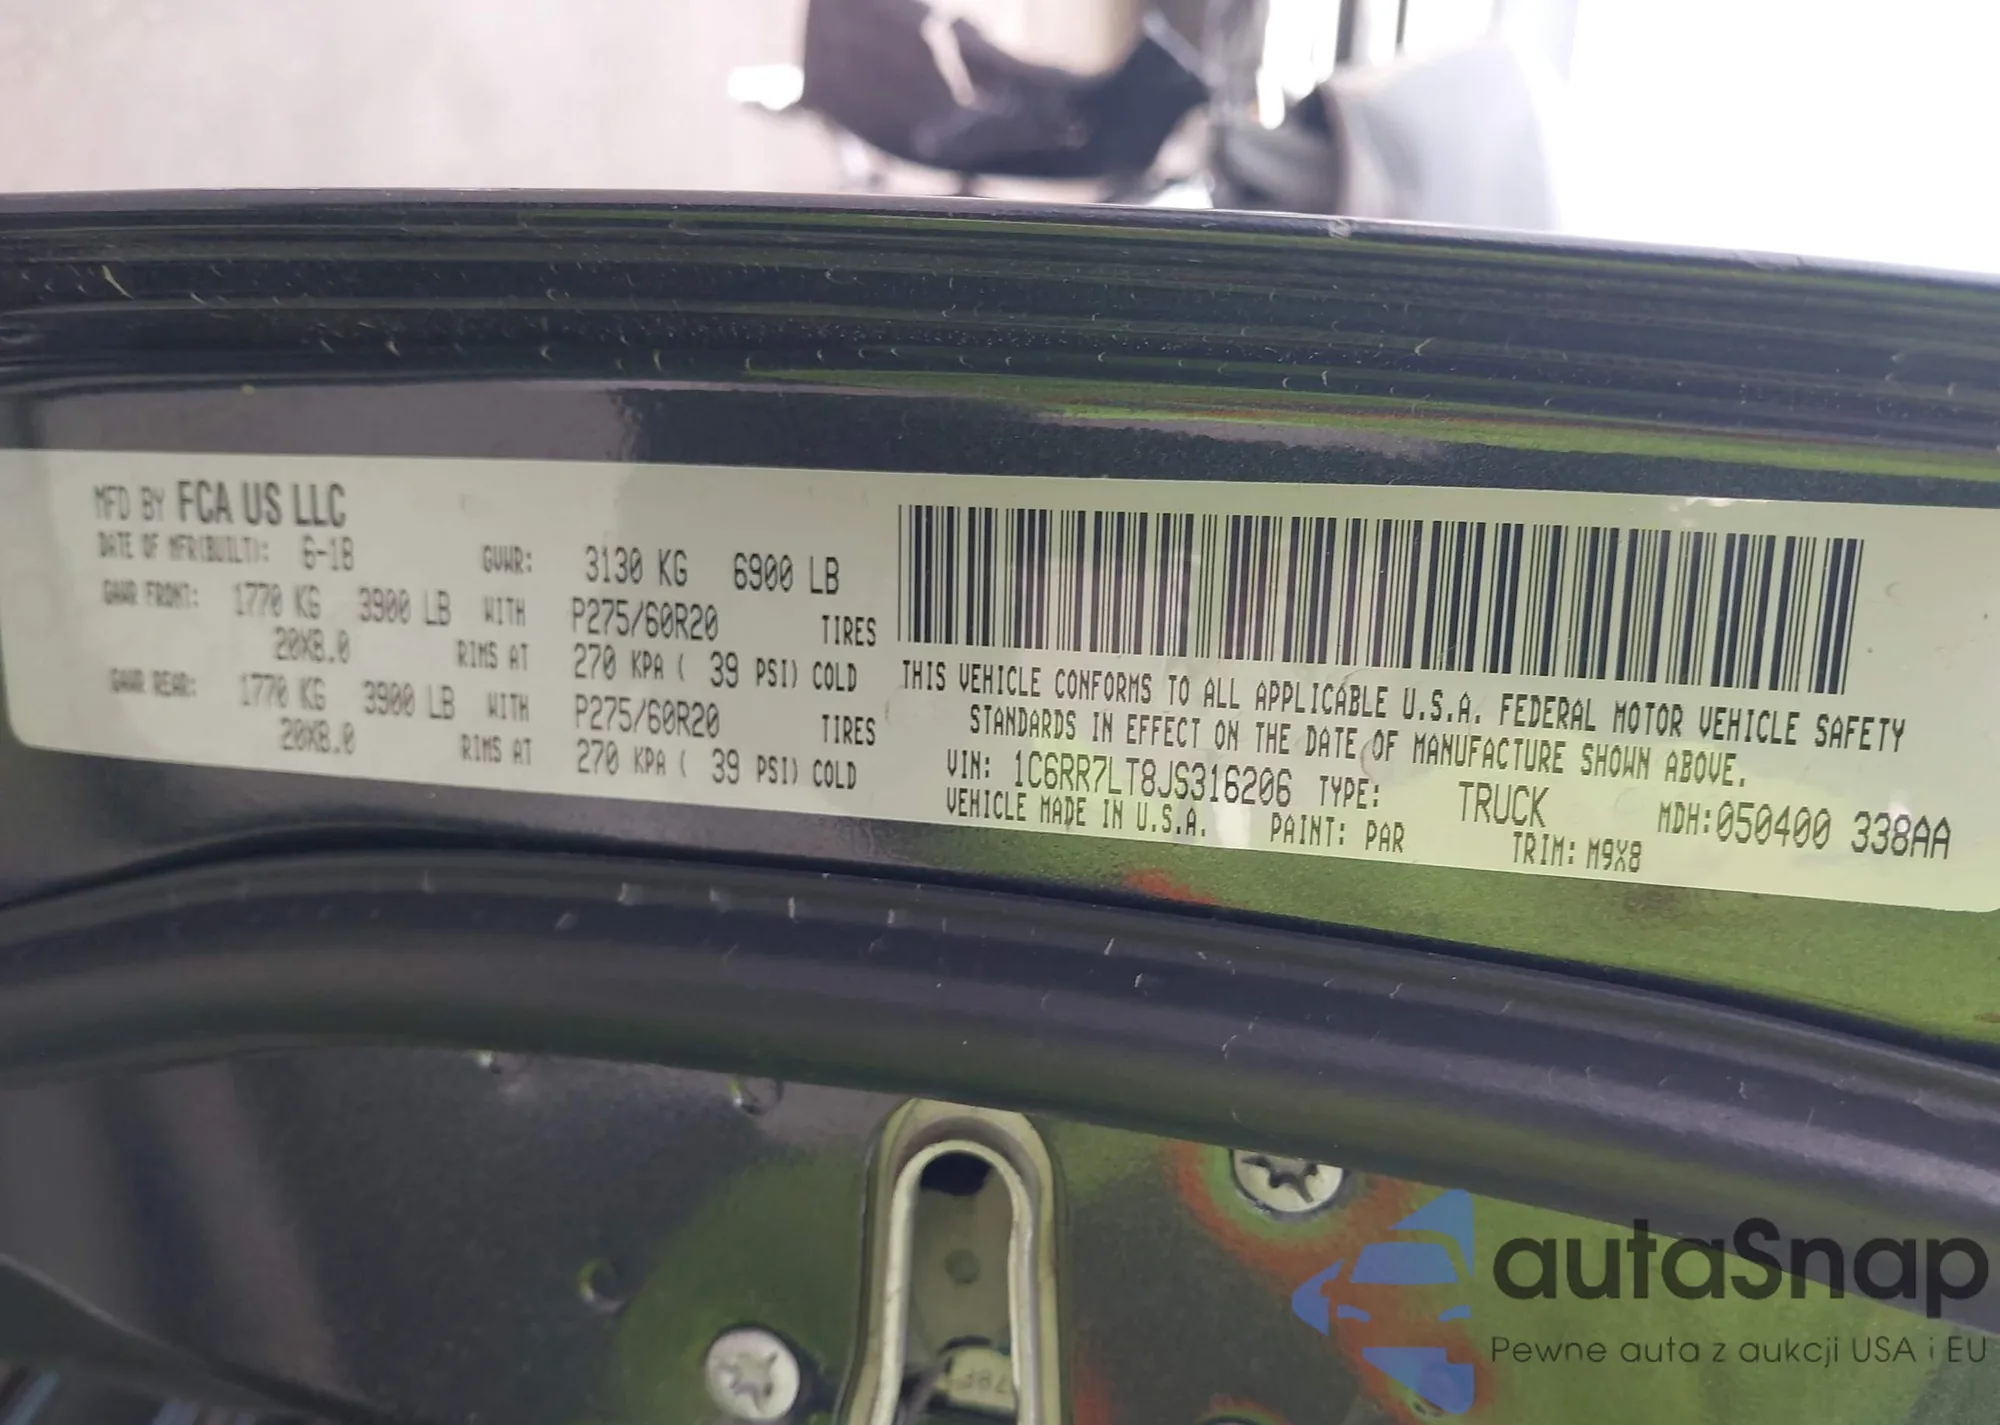 MFD BY FCA US LLC
DATE OF MFR(BUILT): 6-18 GVWR: 3130 KG 6900 LB
GAWR FRONT: 1770 KG 3900 LB WITH P275/60R20 TIRES
20X8.0 RIMS AT 270 KPA ( 39 PSI) COLD
GAWR REAR: 1770 KG 3900 LB WITH P275/60R20 TIRES
20X8.0 RIMS AT 270 KPA ( 39 PSI) COLD
THIS VEHICLE CONFORMS TO ALL APPLICABLE U.S.A. FEDERAL MOTOR VEHICLE SAFETY
STANDARDS IN EFFECT ON THE DATE OF MANUFACTURE SHOWN ABOVE.
VIN: 1C6RR7LT8JS316206 TYPE: TRUCK MDH:050400 338AA
VEHICLE MADE IN U.S.A. PAINT: PAR TRIM: M9X8
autaSnap
Pewne auta z aukcji USA i EU